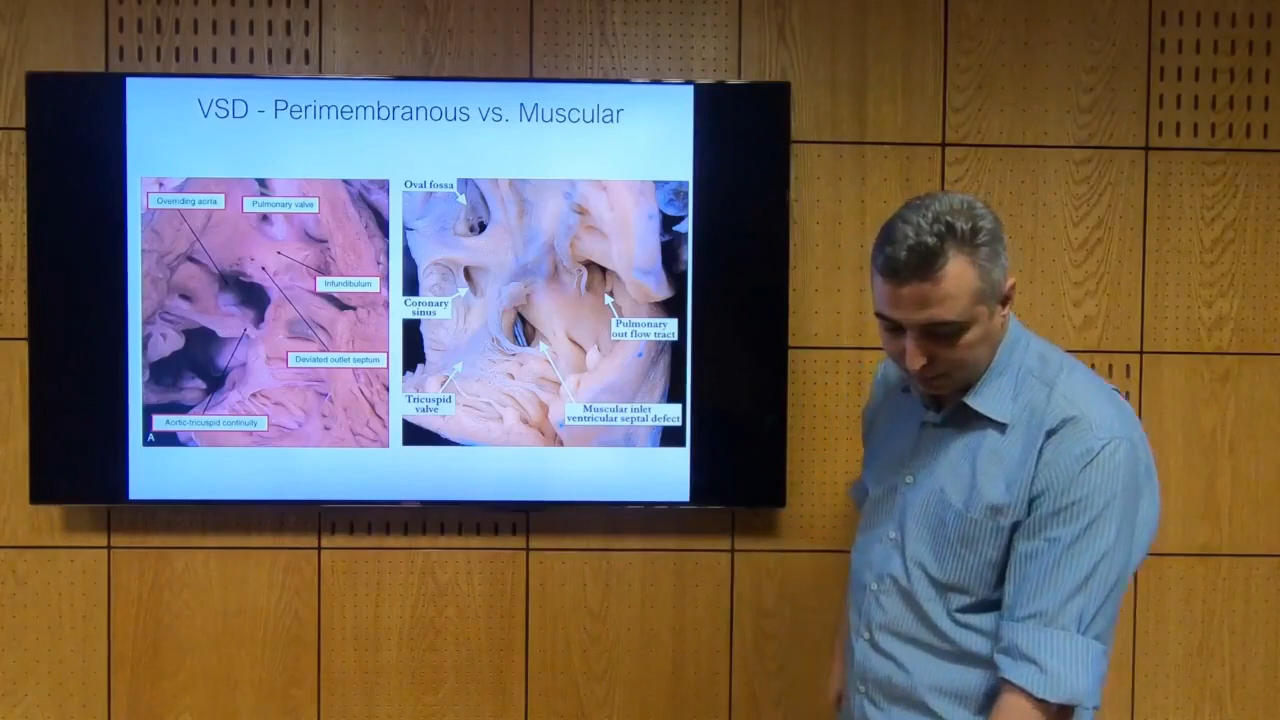 VSD - Perimembranous vs. Muscular
Overriding aorta
Pulmonary valve
Infundibulum
Deviated outlet septum
Aortic-tricuspid continuity
A
Oval fossa
Coronary
sinus
Pulmonary
out flow tract
Tricuspid
valve
Muscular inlet
ventricular septal defect